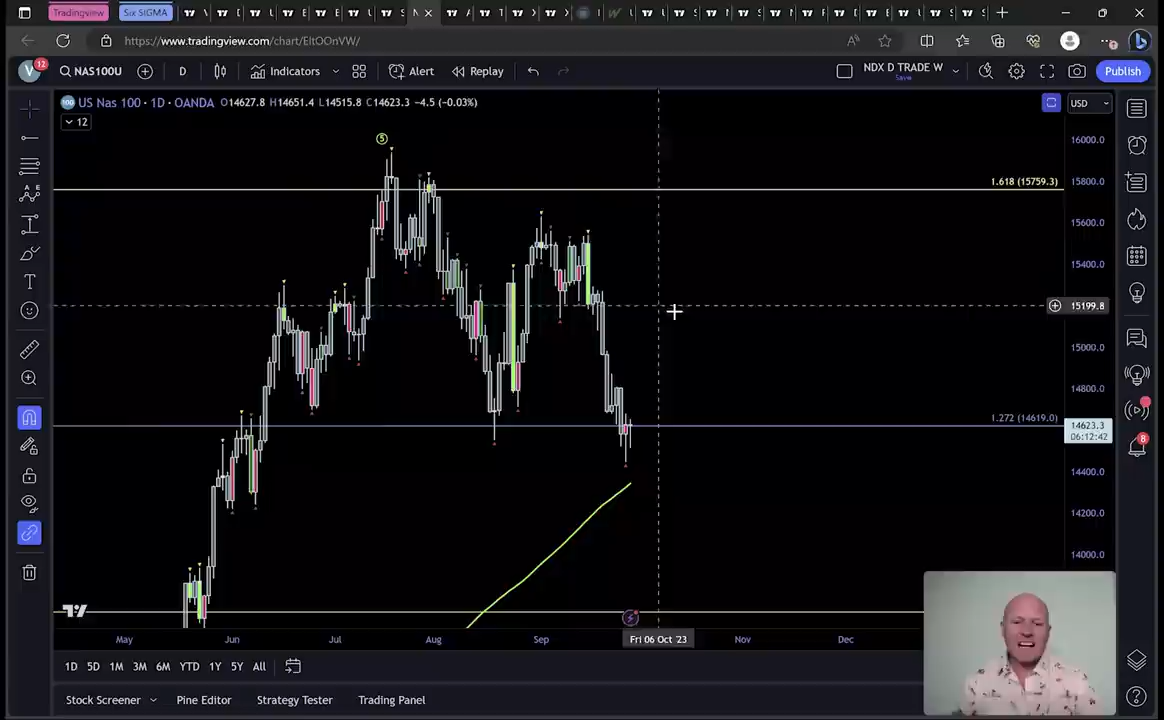 Tradingview Six SIGMA
https://www.tradingview.com/chart/EltOOnVW/
V 12 NAS100U D Indicators Alert Replay NDX D TRADE W Save Publish
100 US Nas 100 · 1D · OANDA O14627.8 H14651.4 L14515.8 C14623.3 −4.5 (−0.03%) USD
12
5
16000.0
1.618 (15759.3) 15800.0
15600.0
15400.0
15199.8
15000.0
14800.0
1.272 (14619.0) 14623.3
06:12:42
14400.0
14200.0
14000.0
8
May Jun Jul Aug Sep Fri 06 Oct '23 Nov Dec
1D 5D 1M 3M 6M YTD 1Y 5Y All
Stock Screener Pine Editor Strategy Tester Trading Panel